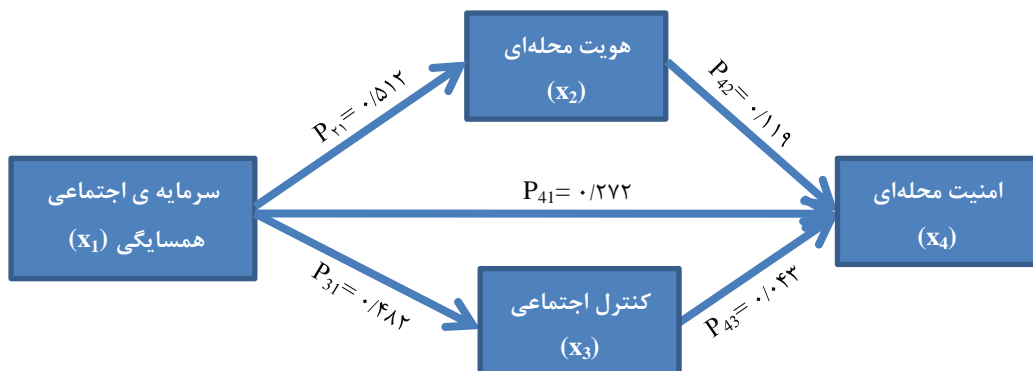 هویت محله‌ای
(x₂)
P₂₁= ۰/۵۱۲
P₄₂= ۰/۱۱۹
سرمایه ی اجتماعی
همسایگی (x₁)
P₄₁= ۰/۲۷۲
امنیت محله‌ای
(x₄)
P₃₁= ۰/۴۸۲
P₄₃= ۰/۰۴۳
کنترل اجتماعی
(x₃)